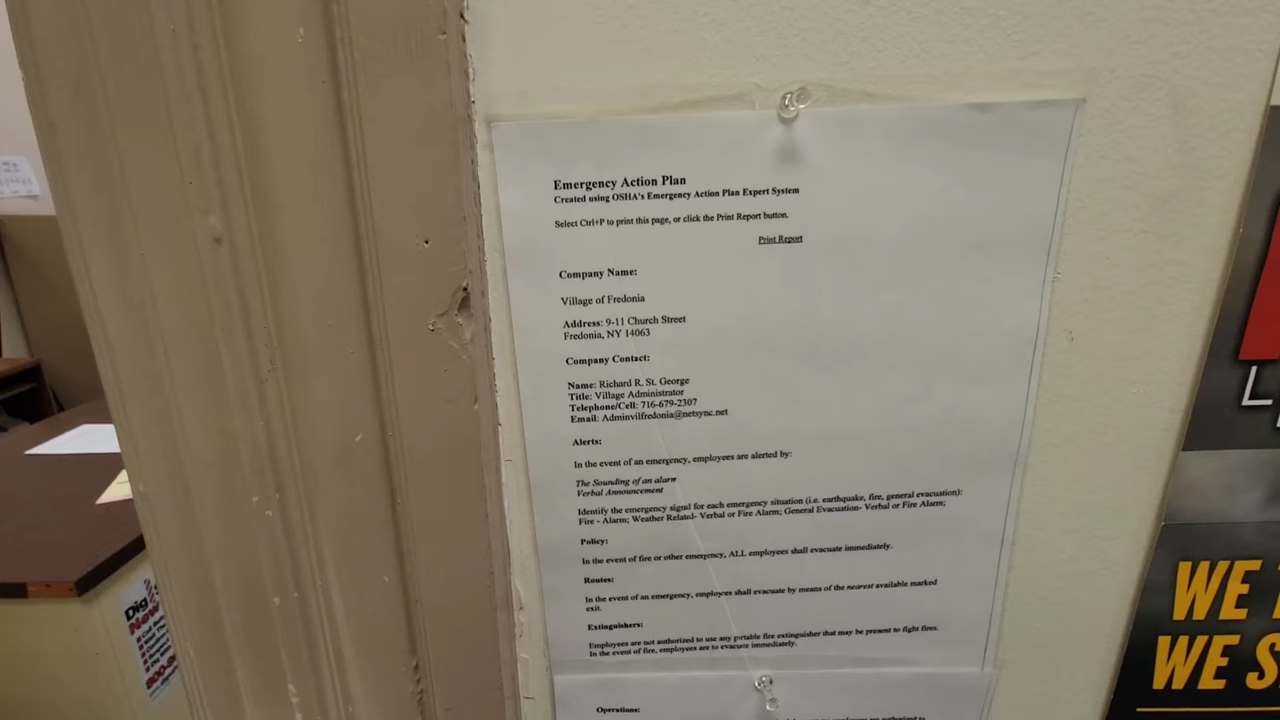 Emergency Action Plan
Created using OSHA's Emergency Action Plan Expert System
Select Ctrl+P to print this page, or click the Print Report button.
Print Report
Company Name:
Village of Fredonia
Address: 9-11 Church Street
Fredonia, NY 14063
Company Contact:
Name: Richard R. St. George
Title: Village Administrator
Telephone/Cell: 716-679-2307
Email: Adminvilfredonia@netsync.net
Alerts:
In the event of an emergency, employees are alerted by:
The Sounding of an alarm
Verbal Announcement
Identify the emergency signal for each emergency situation (i.e. earthquake, fire, general evacuation):
Fire - Alarm; Weather Related- Verbal or Fire Alarm; General Evacuation- Verbal or Fire Alarm;
Policy:
In the event of fire or other emergency, ALL employees shall evacuate immediately.
Routes:
In the event of an emergency, employees shall evacuate by means of the nearest available marked
exit.
Extinguishers:
Employees are not authorized to use any portable fire extinguisher that may be present to fight fires.
In the event of fire, employees are to evacuate immediately.
Operations:
employees are authorized to
WE
WE
Dig